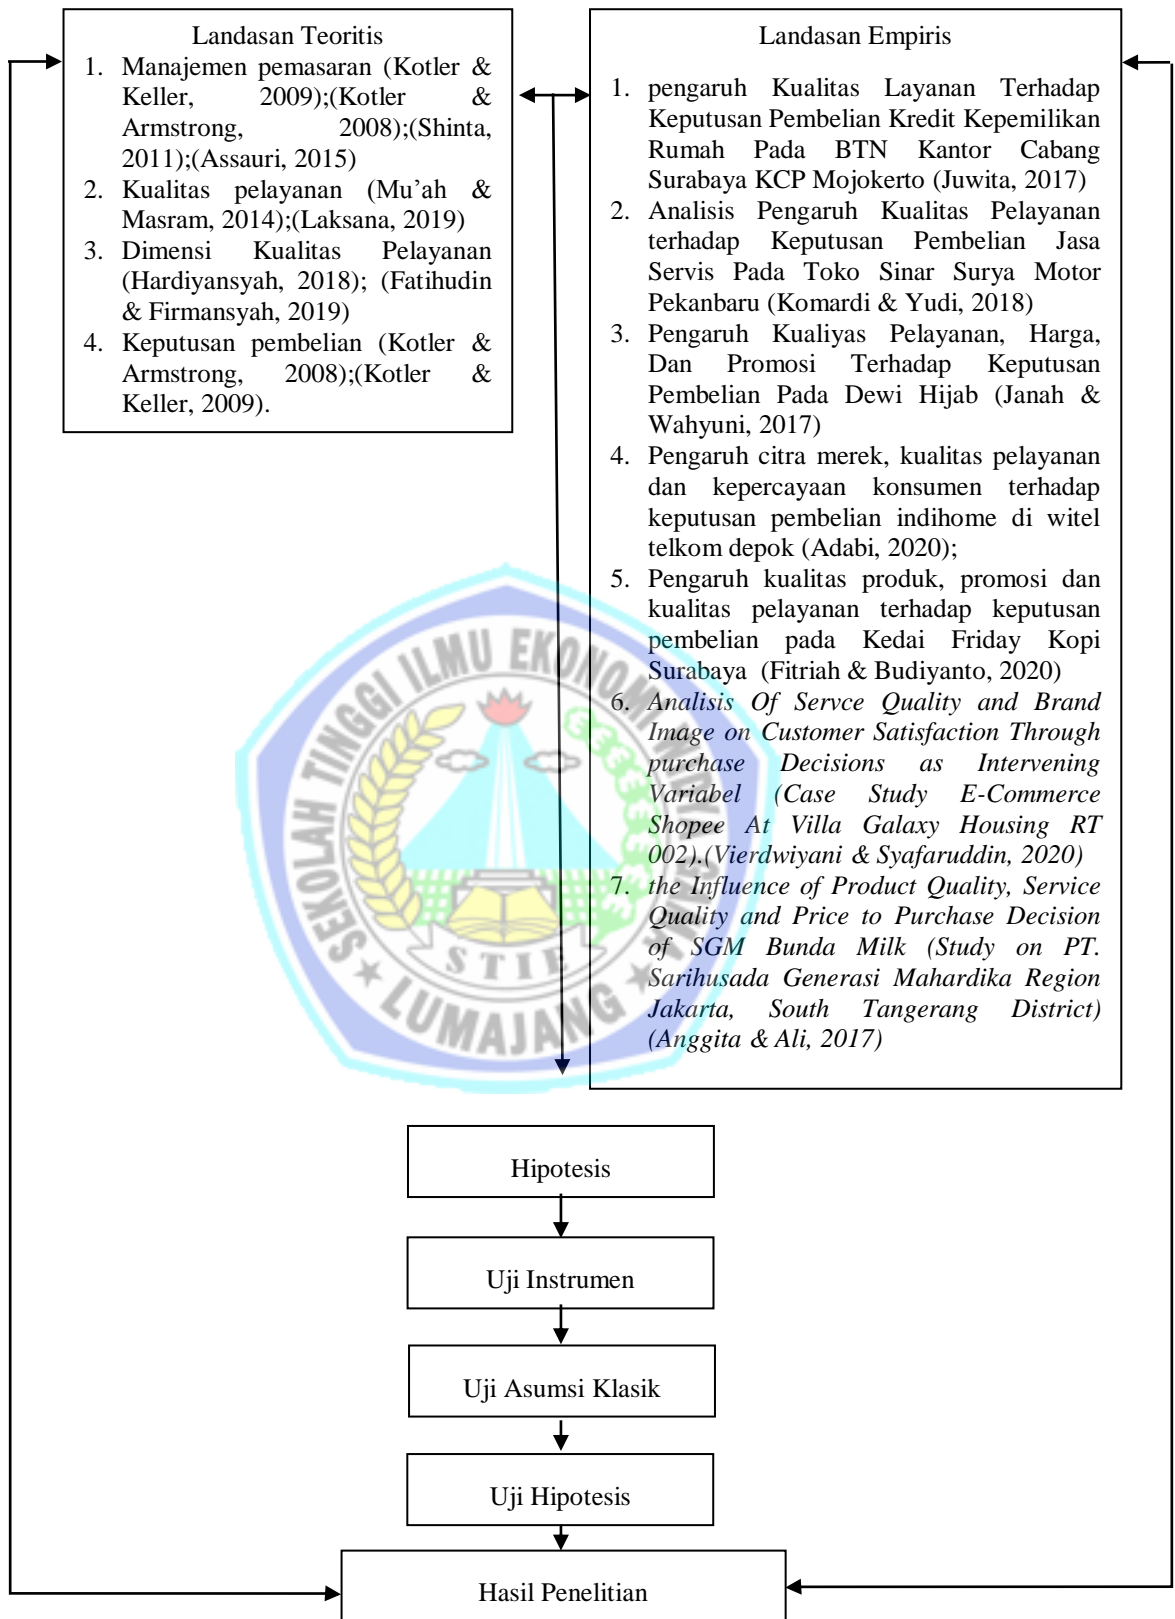 Landasan Teoritis
1. Manajemen pemasaran (Kotler &
Keller, 2009);(Kotler &
Armstrong, 2008);(Shinta,
2011);(Assauri, 2015)
2. Kualitas pelayanan (Mu’ah &
Masram, 2014);(Laksana, 2019)
3. Dimensi Kualitas Pelayanan
(Hardiyansyah, 2018); (Fatihudin
& Firmansyah, 2019)
4. Keputusan pembelian (Kotler &
Armstrong, 2008);(Kotler &
Keller, 2009).
Landasan Empiris
1. pengaruh Kualitas Layanan Terhadap
Keputusan Pembelian Kredit Kepemilikan
Rumah Pada BTN Kantor Cabang
Surabaya KCP Mojokerto (Juwita, 2017)
2. Analisis Pengaruh Kualitas Pelayanan
terhadap Keputusan Pembelian Jasa
Servis Pada Toko Sinar Surya Motor
Pekanbaru (Komardi & Yudi, 2018)
3. Pengaruh Kualiyas Pelayanan, Harga,
Dan Promosi Terhadap Keputusan
Pembelian Pada Dewi Hijab (Janah &
Wahyuni, 2017)
4. Pengaruh citra merek, kualitas pelayanan
dan kepercayaan konsumen terhadap
keputusan pembelian indihome di witel
telkom depok (Adabi, 2020);
5. Pengaruh kualitas produk, promosi dan
kualitas pelayanan terhadap keputusan
pembelian pada Kedai Friday Kopi
Surabaya (Fitriah & Budiyanto, 2020)
6. Analisis Of Servce Quality and Brand
Image on Customer Satisfaction Through
purchase Decisions as Intervening
Variabel (Case Study E-Commerce
Shopee At Villa Galaxy Housing RT
002).(Vierdwiyani & Syafaruddin, 2020)
7. the Influence of Product Quality, Service
Quality and Price to Purchase Decision
of SGM Bunda Milk (Study on PT.
Sarihusada Generasi Mahardika Region
Jakarta, South Tangerang District)
(Anggita & Ali, 2017)
SEKOLAH TINGGI ILMU EKONOMI WIDYA GAMA
STIE
LUMAJANG
Hipotesis
Uji Instrumen
Uji Asumsi Klasik
Uji Hipotesis
Hasil Penelitian